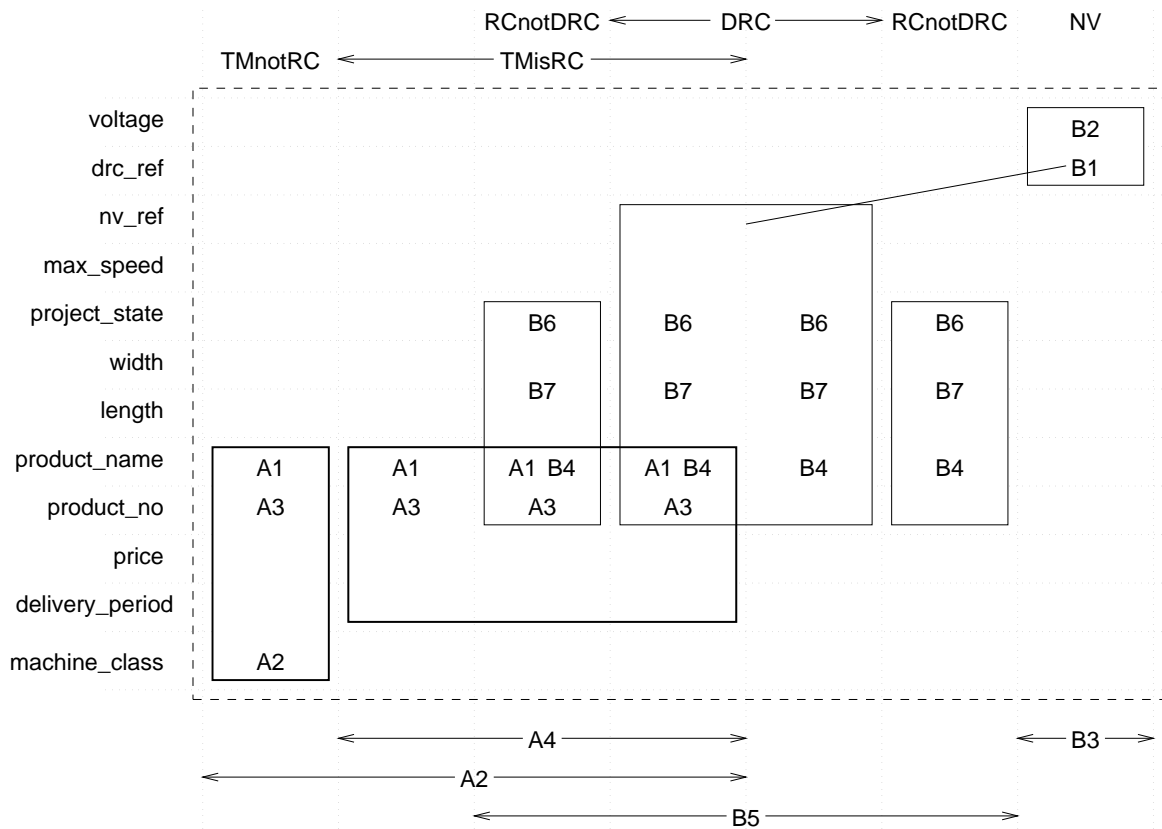 RCnotDRC DRC RCnotDRC NV
TMnotRC TMisRC
voltage B2
drc_ref B1
nv_ref
max_speed
project_state B6 B6 B6 B6
width
B7 B7 B7 B7
length
product_name A1 A1 A1 B4 A1 B4 B4 B4
product_no A3 A3 A3 A3
price
delivery_period
machine_class A2
A4 B3
A2
B5